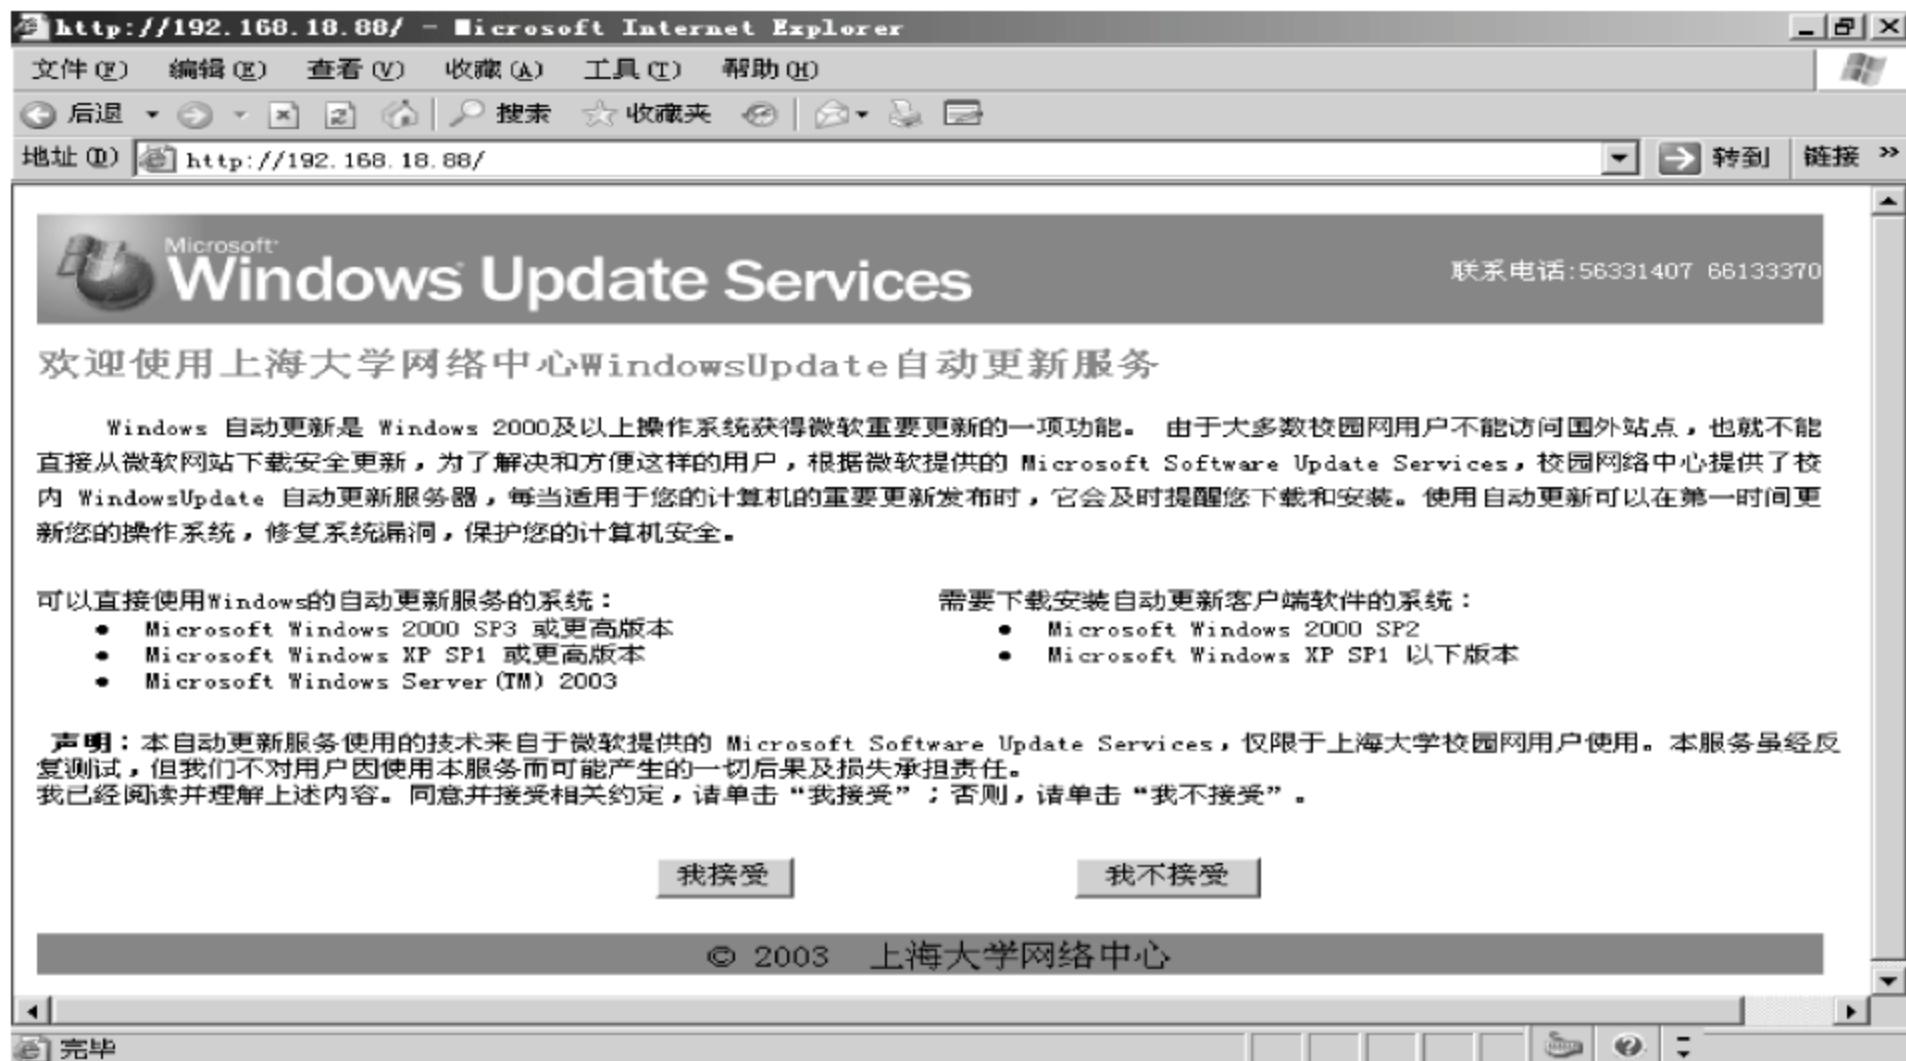 http://192.168.18.88/ - Microsoft Internet Explorer
文件(F) 编辑(E) 查看(V) 收藏(A) 工具(T) 帮助(H)
后退 搜索 收藏夹
地址(D) http://192.168.18.88/ 转到 链接 »
Microsoft
Windows Update Services
联系电话:56331407 66133370
欢迎使用上海大学网络中心WindowsUpdate自动更新服务
Windows 自动更新是 Windows 2000及以上操作系统获得微软重要更新的一项功能。 由于大多数校园网用户不能访问国外站点，也就不能
直接从微软网站下载安全更新，为了解决和方便这样的用户，根据微软提供的 Microsoft Software Update Services，校园网络中心提供了校
内 WindowsUpdate 自动更新服务器，每当适用于您的计算机的重要更新发布时，它会及时提醒您下载和安装。使用自动更新可以在第一时间更
新您的操作系统，修复系统漏洞，保护您的计算机安全。
可以直接使用Windows的自动更新服务的系统：
• Microsoft Windows 2000 SP3 或更高版本
• Microsoft Windows XP SP1 或更高版本
• Microsoft Windows Server(TM) 2003
需要下载安装自动更新客户端软件的系统：
• Microsoft Windows 2000 SP2
• Microsoft Windows XP SP1 以下版本
声明：本自动更新服务使用的技术来自于微软提供的 Microsoft Software Update Services，仅限于上海大学校园网用户使用。本服务虽经反
复测试，但我们不对用户因使用本服务而可能产生的一切后果及损失承担责任。
我已经阅读并理解上述内容。同意并接受相关约定，请单击“我接受”；否则，请单击“我不接受”。
我接受 我不接受
© 2003 上海大学网络中心
完毕